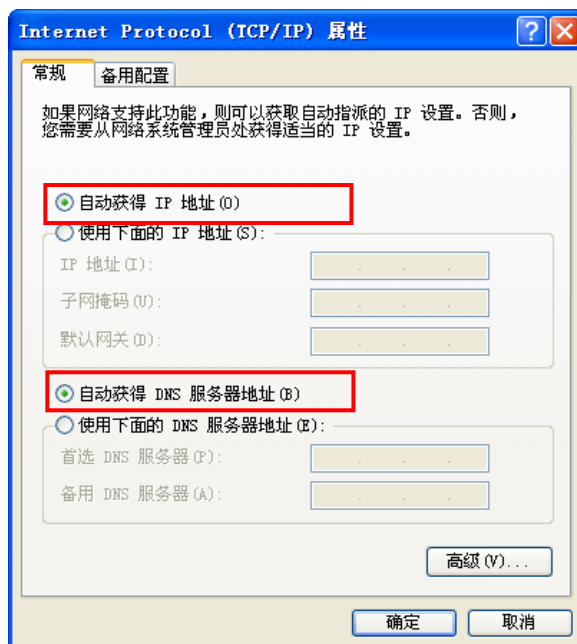 Internet Protocol (TCP/IP) 属性
常规
备用配置
如果网络支持此功能，则可以获取自动指派的 IP 设置。否则，
您需要从网络系统管理员处获得适当的 IP 设置。
自动获得 IP 地址(O)
使用下面的 IP 地址(S):
IP 地址(I):
子网掩码(U):
默认网关(D):
自动获得 DNS 服务器地址(B)
使用下面的 DNS 服务器地址(E):
首选 DNS 服务器(P):
备用 DNS 服务器(A):
高级(V)...
确定
取消